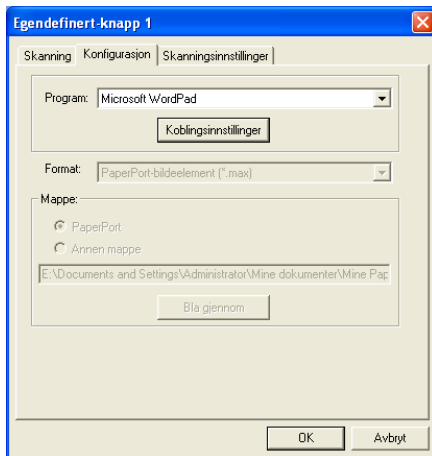 Egendefinert-knapp 1
Skanning Konfigurasjon Skanningsinnstillinger
Program: Microsoft WordPad
Koblingsinnstillinger
Format: PaperPort-bildeelement (*.max)
Mappe:
PaperPort
Annen mappe
E:\Documents and Settings\Administrator\Mine dokumenter\Mine Pap
Bla gjennom
OK Avbryt